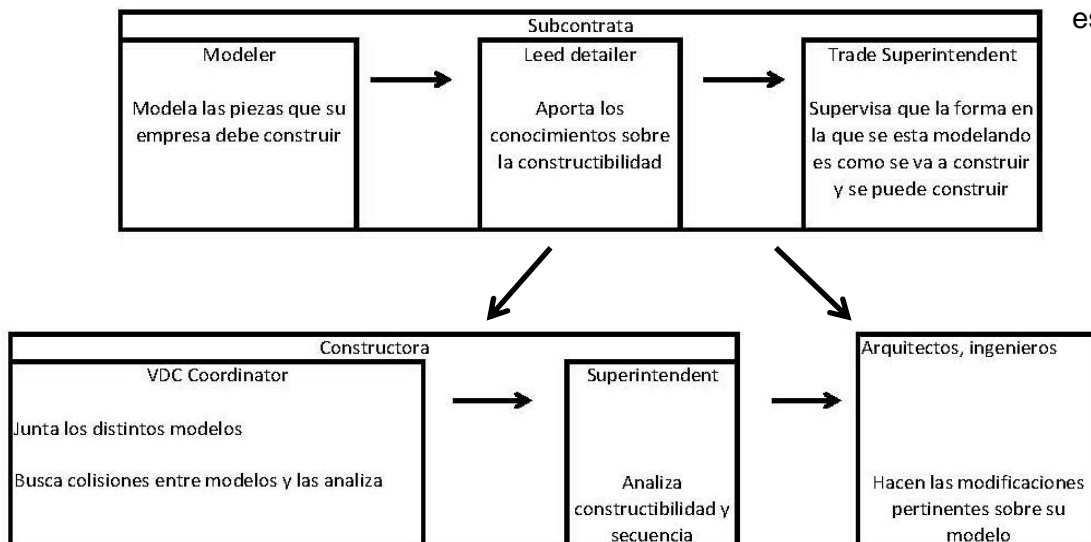 es
Subcontrata
Modeler
Modela las piezas que su
empresa debe construir
Leed detailer
Aporta los
conocimientos sobre
la constructibilidad
Trade Superintendent
Supervisa que la forma en
la que se esta modelando
es como se va a construir
y se puede construir
Constructora
VDC Coordinator
Junta los distintos modelos
Busca colisiones entre modelos y las analiza
Superintendent
Analiza
constructibilidad y
secuencia
Arquitectos, ingenieros
Hacen las modificaciones
pertinentes sobre su
modelo